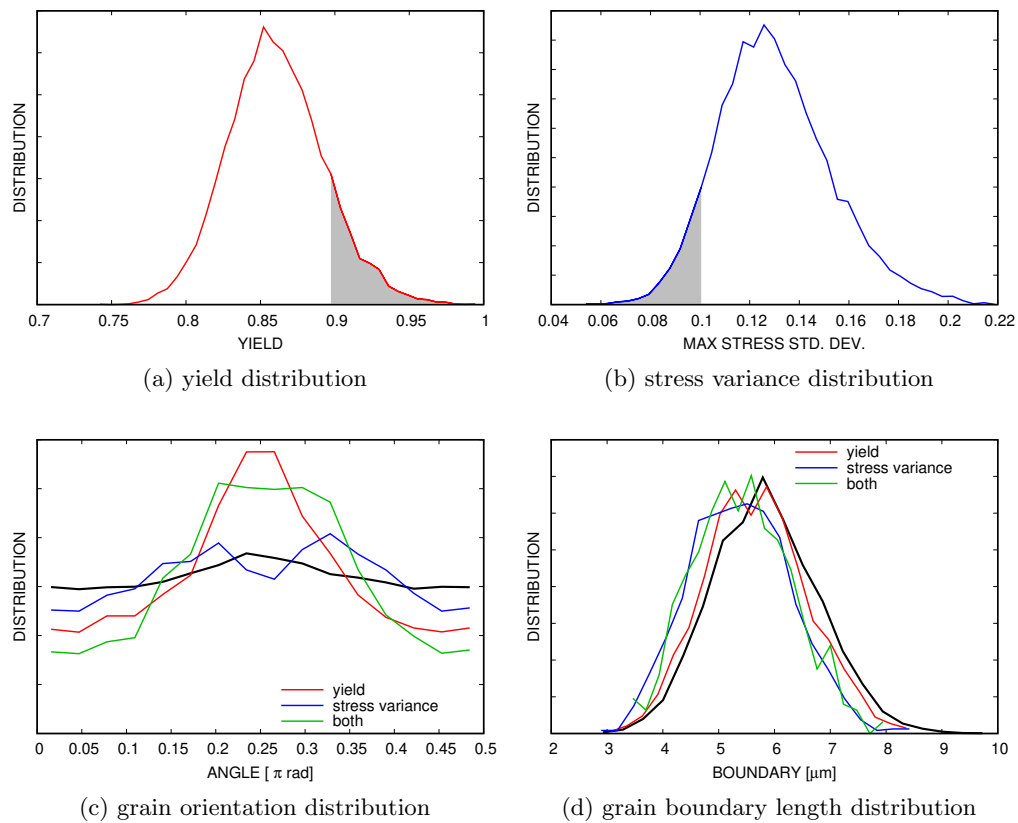 DISTRIBUTION
0.7 0.75 0.8 0.85 0.9 0.95 1
YIELD
(a) yield distribution
DISTRIBUTION
0.04 0.06 0.08 0.1 0.12 0.14 0.16 0.18 0.20 0.22
MAX STRESS STD. DEV.
(b) stress variance distribution
DISTRIBUTION
yield
stress variance
both
0 0.05 0.1 0.15 0.20 0.25 0.3 0.35 0.4 0.45 0.5
ANGLE [ π rad]
(c) grain orientation distribution
DISTRIBUTION
yield
stress variance
both
2 3 4 5 6 7 8 9 10
BOUNDARY [μm]
(d) grain boundary length distribution